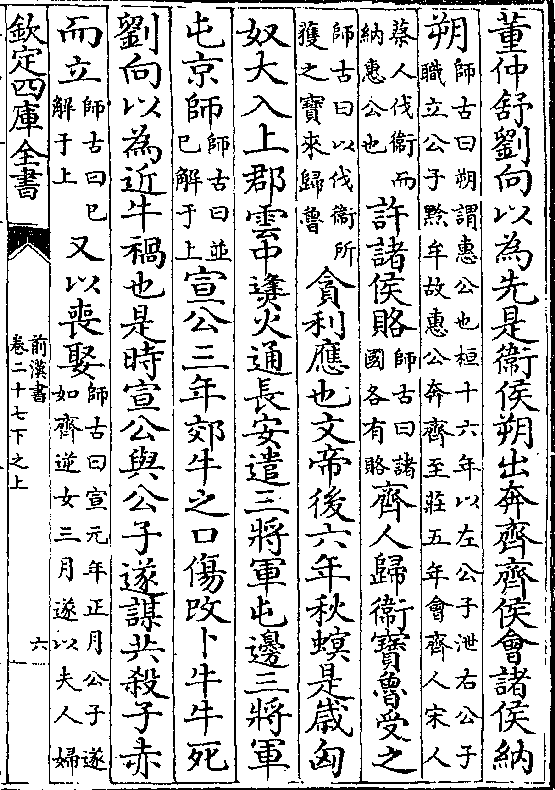 董仲舒劉向以為先是衞侯朔出奔齊齊侯會諸侯納
朔師古曰朔謂惠公也桓十六年以左公子泄右公子職立公子黔牟故惠公奔齊至莊五年會齊人宋人
蔡人伐衞而納惠公也許諸侯賂師古曰諸國各有賂齊人歸衞寶魯受之
師古曰以伐衞所獲之寶來歸魯貪利應也文帝後六年秋螟是歲匈
奴大入上郡雲中㷭火通長安遣三將軍屯邊三將軍
屯京師師古曰並已解于上宣公三年郊牛之口傷改卜牛牛死
劉向以為近牛禍也是時宣公與公子遂謀共殺子赤
而立師古曰已解于上又以喪娶師古曰宣元年正月公子遂如齊逆女三月遂以夫人婦
欽定四庫全書
前漢書
卷二十七下之上
六